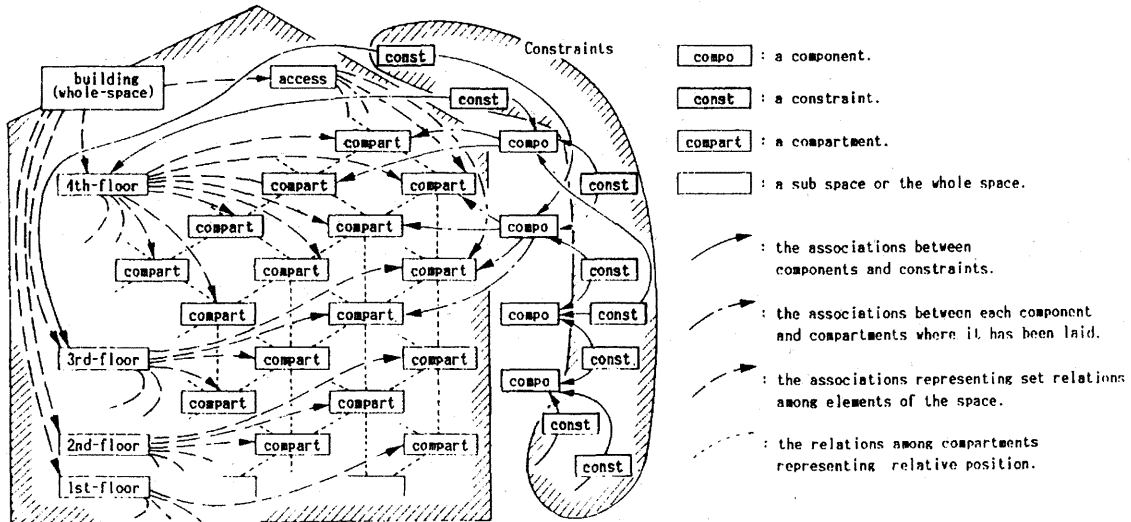 Constraints
const
building
(whole-space)
access
const
compart
compo
4th-floor
compart
compart
const
compart
compart
compo
compart
compart
compart
const
compart
compart
compo
const
3rd-floor
compart
compart
const
compo
compart
compart
const
2nd-floor
compart
compart
const
1st-floor
compo : a component.
const : a constraint.
compart : a compartment.
: a sub space or the whole space.
: the associations between
components and constraints.
: the associations between each component
and compartments where it has been laid.
: the associations representing set relations
among elements of the space.
: the relations among compartments
representing relative position.